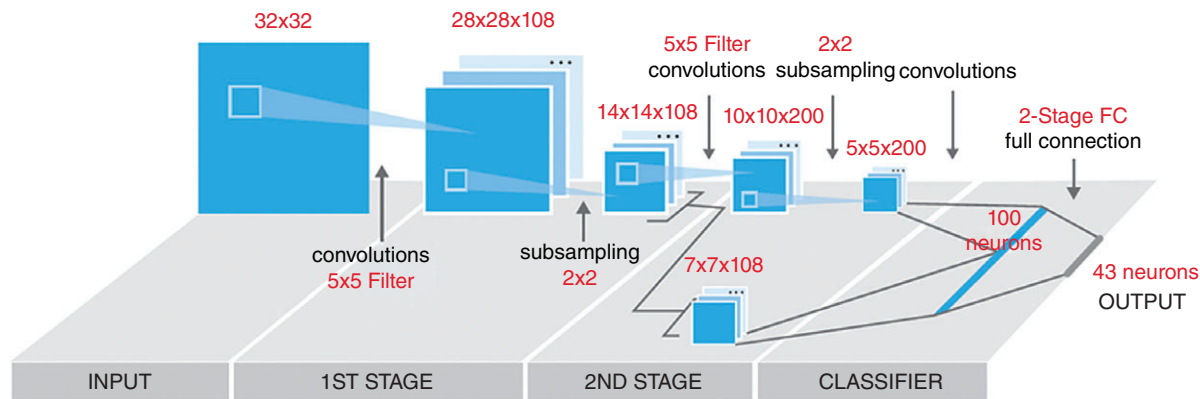 32x32
28x28x108
5x5 Filter
convolutions
2x2
subsampling
convolutions
14x14x108
10x10x200
5x5x200
2-Stage FC
full connection
convolutions
5x5 Filter
subsampling
2x2
7x7x108
100
neurons
43 neurons
OUTPUT
INPUT
1ST STAGE
2ND STAGE
CLASSIFIER